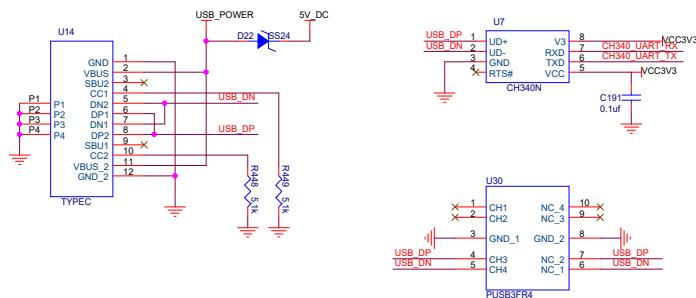 USB_POWER
U14
D22
SS24
5V_DC
GND
VBUS
SBU2
CC1
DN2
DP1
DN1
DP2
SBU1
CC2
VBUS_2
GND_2
1
2
3
4
5
6
7
8
9
10
11
12
P1
P2
P3
P4
P1
P2
P3
P4
USB_DN
USB_DP
R448
5.1k
R449
5.1k
TYPEC
U7
USB_DP
USB_DN
1
2
3
4
UD+
UD-
GND
RTS#
V3
RXD
TXD
VCC
8
7
6
5
VCC3V3
CH340_UART_RX
CH340_UART_TX
VCC3V3
CH340N
C191
0.1uf
U30
1
2
3
4
5
CH1
CH2
GND_1
CH3
CH4
NC_4
NC_3
GND_2
NC_2
NC_1
10
9
8
7
6
USB_DP
USB_DN
USB_DP
USB_DN
PUSB3FR4